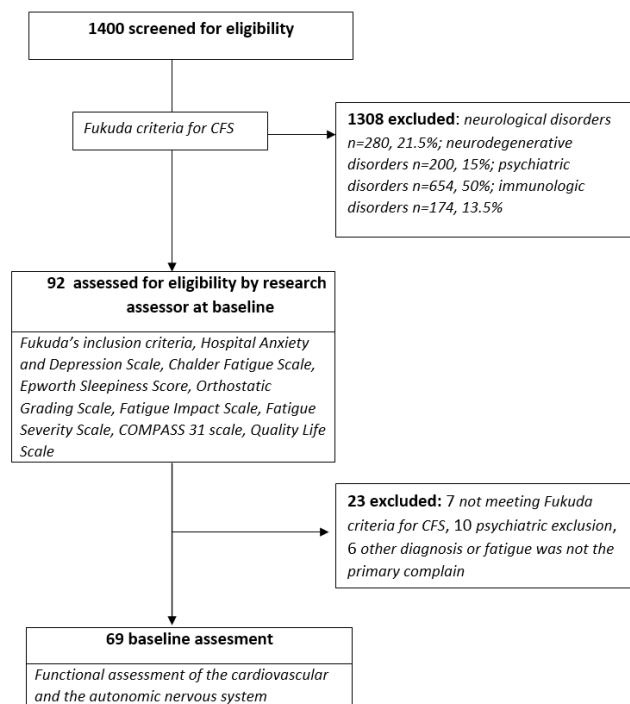 1400 screened for eligibility
Fukuda criteria for CFS
1308 excluded: neurological disorders
n=280, 21.5%; neurodegenerative
disorders n=200, 15%; psychiatric
disorders n=654, 50%; immunologic
disorders n=174, 13.5%
92 assessed for eligibility by research
assessor at baseline
Fukuda's inclusion criteria, Hospital Anxiety
and Depression Scale, Chalder Fatigue Scale,
Epworth Sleepiness Score, Orthostatic
Grading Scale, Fatigue Impact Scale, Fatigue
Severity Scale, COMPASS 31 scale, Quality Life
Scale
23 excluded: 7 not meeting Fukuda
criteria for CFS, 10 psychiatric exclusion,
6 other diagnosis or fatigue was not the
primary complain
69 baseline assesment
Functional assessment of the cardiovascular
and the autonomic nervous system